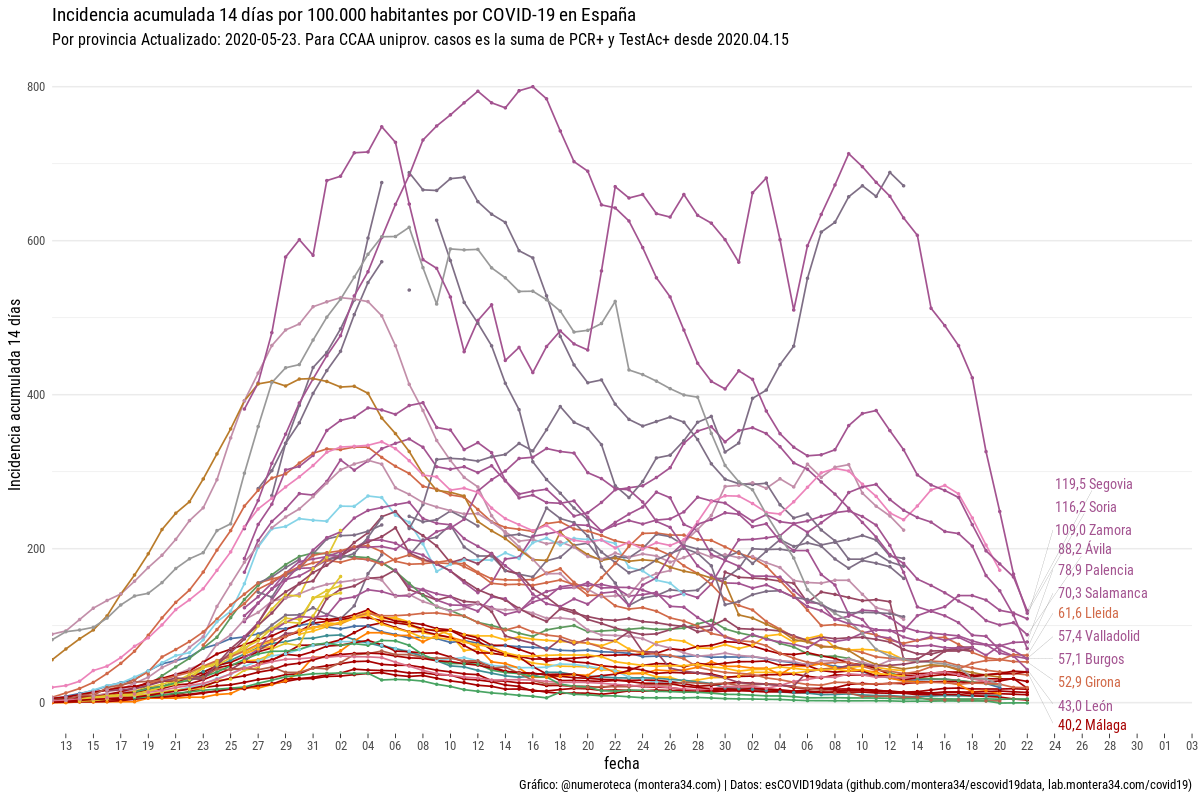 Incidencia acumulada 14 días por 100.000 habitantes por COVID-19 en España
Por provincia Actualizado: 2020-05-23. Para CCAA uniprov. casos es la suma de PCR+ y TestAc+ desde 2020.04.15
Incidencia acumulada 14 días
800
600
400
200
0
119,5 Segovia
116,2 Soria
109,0 Zamora
88,2 Ávila
78,9 Palencia
70,3 Salamanca
61,6 Lleida
57,4 Valladolid
57,1 Burgos
52,9 Girona
43,0 León
40,2 Málaga
13 15 17 19 21 23 25 27 29 31 02 04 06 08 10 12 14 16 18 20 22 24 26 28 30 02 04 06 08 10 12 14 16 18 20 22 24 26 28 30 01 03
fecha
Gráfico: @numeroteca (montera34.com) | Datos: esCOVID19data (github.com/montera34/escovid19data, lab.montera34.com/covid19)